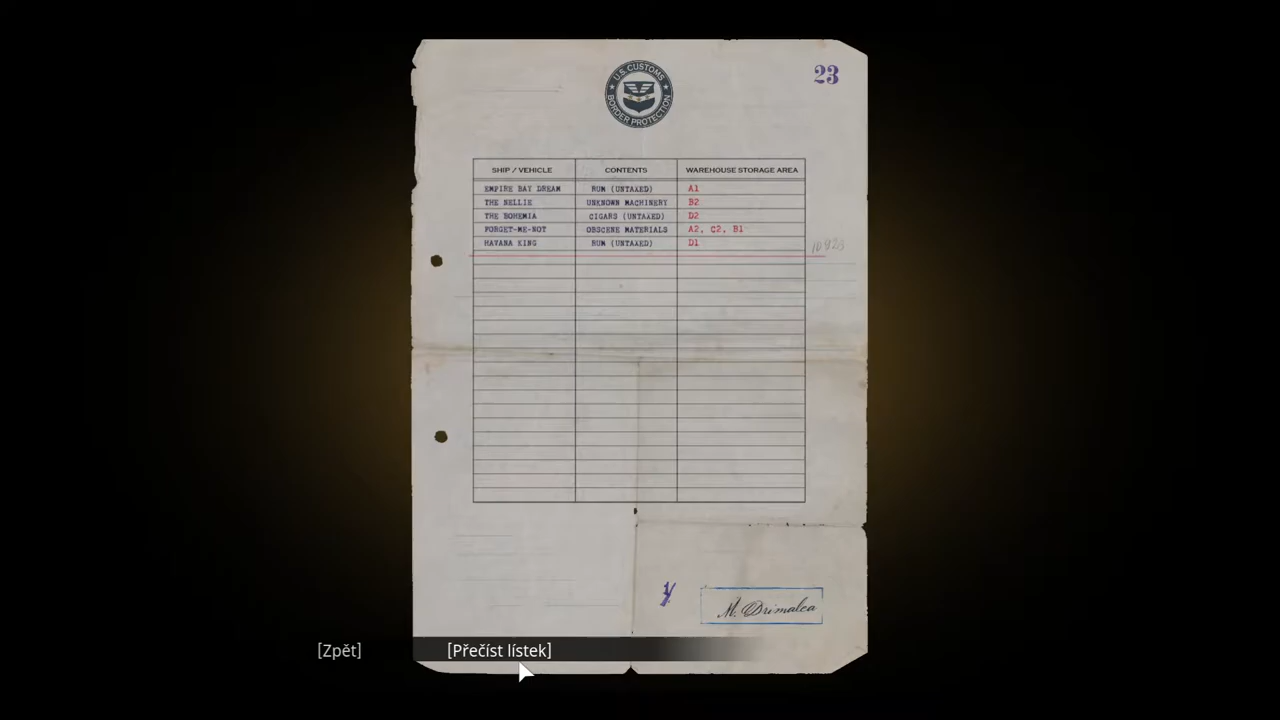 U.S. CUSTOMS
BORDER PROTECTION
23
SHIP / VEHICLE CONTENTS WAREHOUSE STORAGE AREA
EMPIRE BAY DREAM RUM (UNTAXED) A1
THE NELLIE UNKNOWN MACHINERY B2
THE BOHEMIA CIGARS (UNTAXED) D2
FORGET-ME-NOT OBSCENE MATERIALS A2, C2, B1
HAVANA KING RUM (UNTAXED) D1
M. Drimalca
[Zpět] [Přečíst lístek]